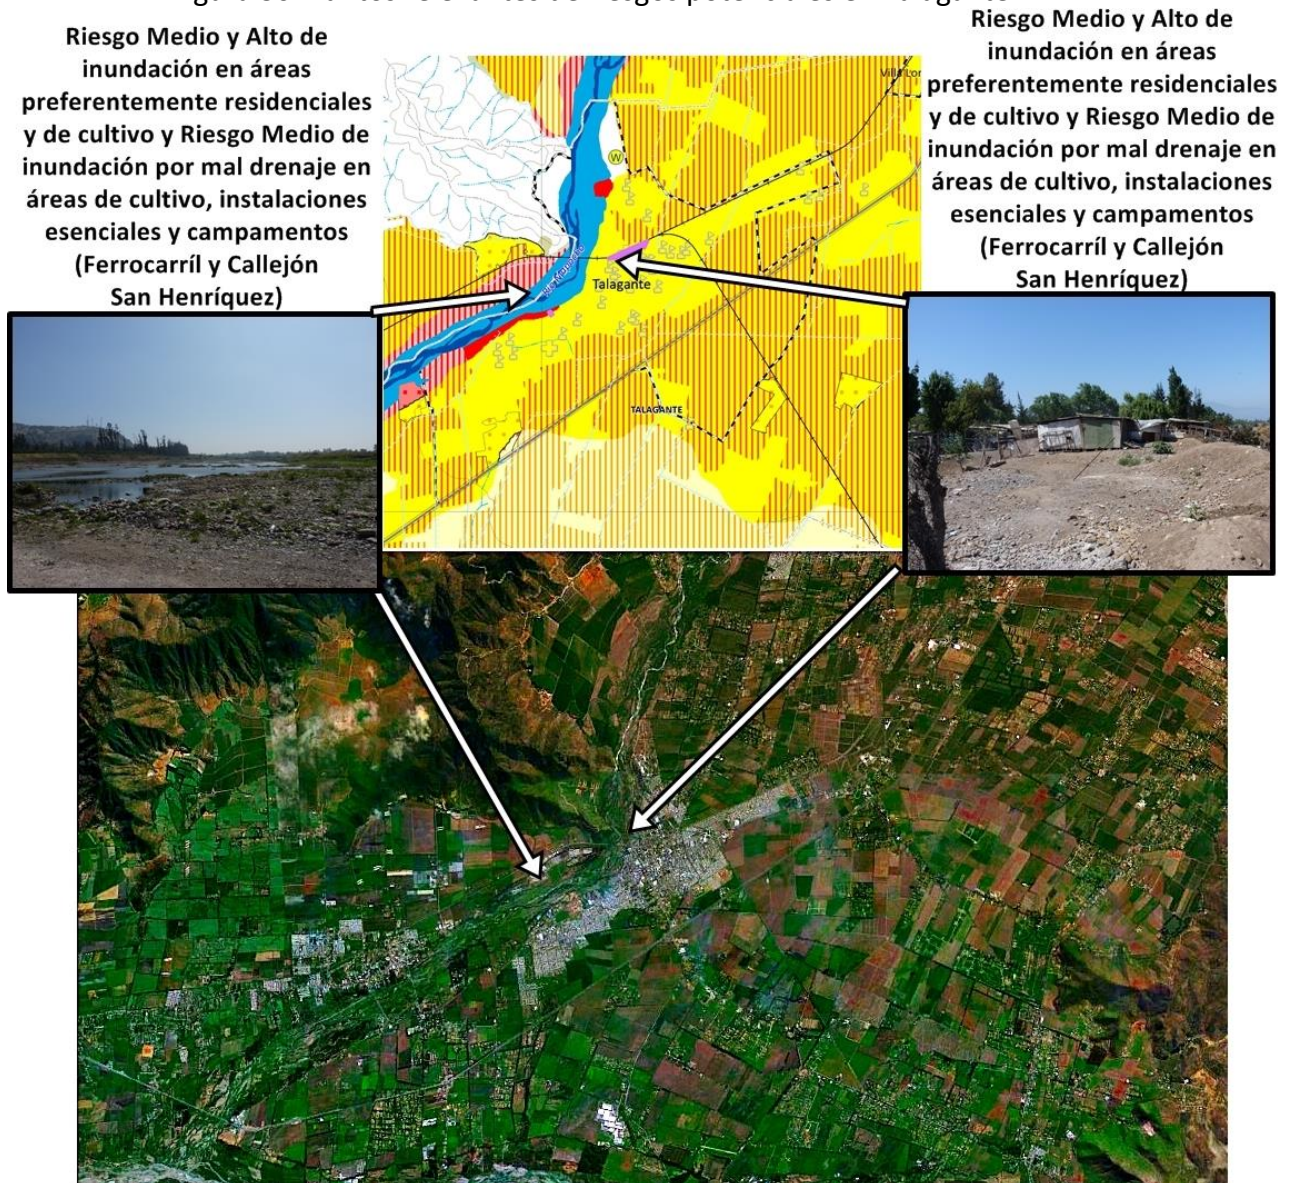 Riesgo Medio y Alto de
inundación en áreas
preferentemente residenciales
y de cultivo y Riesgo Medio de
inundación por mal drenaje en
áreas de cultivo, instalaciones
esenciales y campamentos
(Ferrocarríl y Callejón
San Henríquez)
Riesgo Medio y Alto de
inundación en áreas
preferentemente residenciales
y de cultivo y Riesgo Medio de
inundación por mal drenaje en
áreas de cultivo, instalaciones
esenciales y campamentos
(Ferrocarríl y Callejón
San Henríquez)
W
Talagante
TALAGANTE